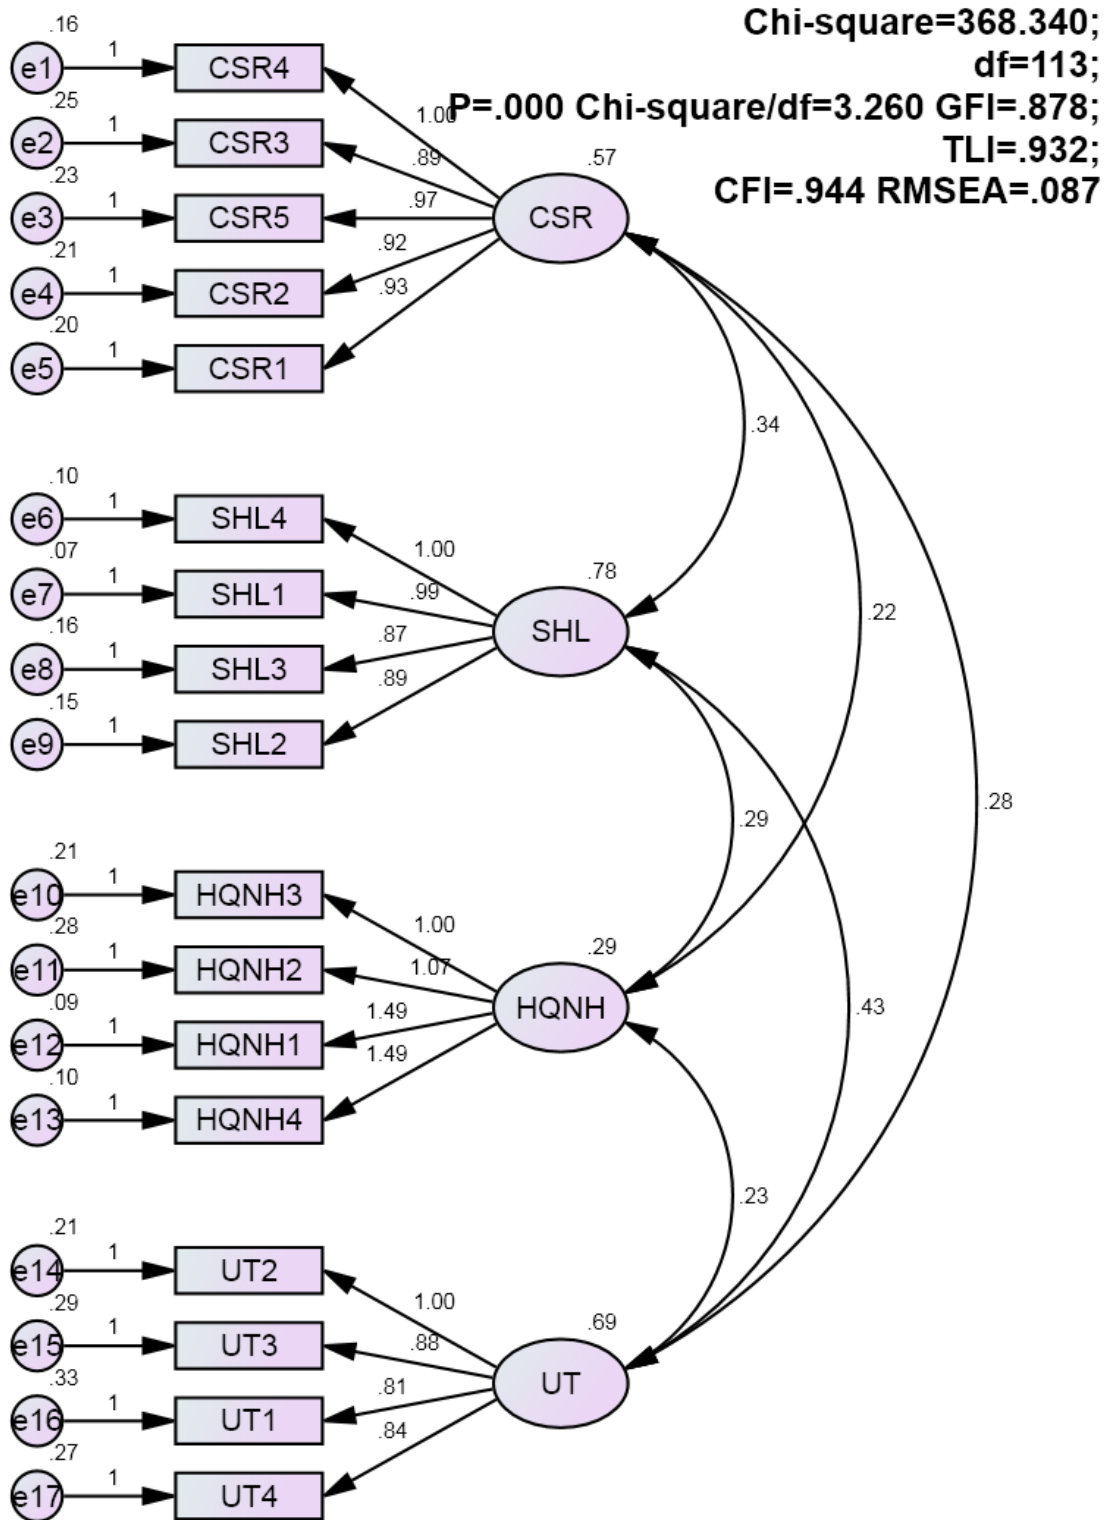 Chi-square=368.340;
df=113;
P=.000 Chi-square/df=3.260 GFI=.878;
TLI=.932;
CFI=.944 RMSEA=.087
.16
e1 1 CSR4
1.00
.25
e2 1 CSR3
.89
.57
.23
e3 1 CSR5
.97
CSR
.21
e4 1 CSR2
.92
.20
e5 1 CSR1
.93
.34
.10
e6 1 SHL4
1.00
.07
e7 1 SHL1
.99
.78
.22
.16
e8 1 SHL3
.87
SHL
.15
e9 1 SHL2
.89
.28
.29
.21
e10 1 HQNH3
1.00
.28
e11 1 HQNH2
1.07
.29
HQNH
.43
.09
e12 1 HQNH1
1.49
.10
e13 1 HQNH4
1.49
.23
.21
e14 1 UT2
1.00
.29
e15 1 UT3
.88
.69
UT
.33
e16 1 UT1
.81
.27
e17 1 UT4
.84